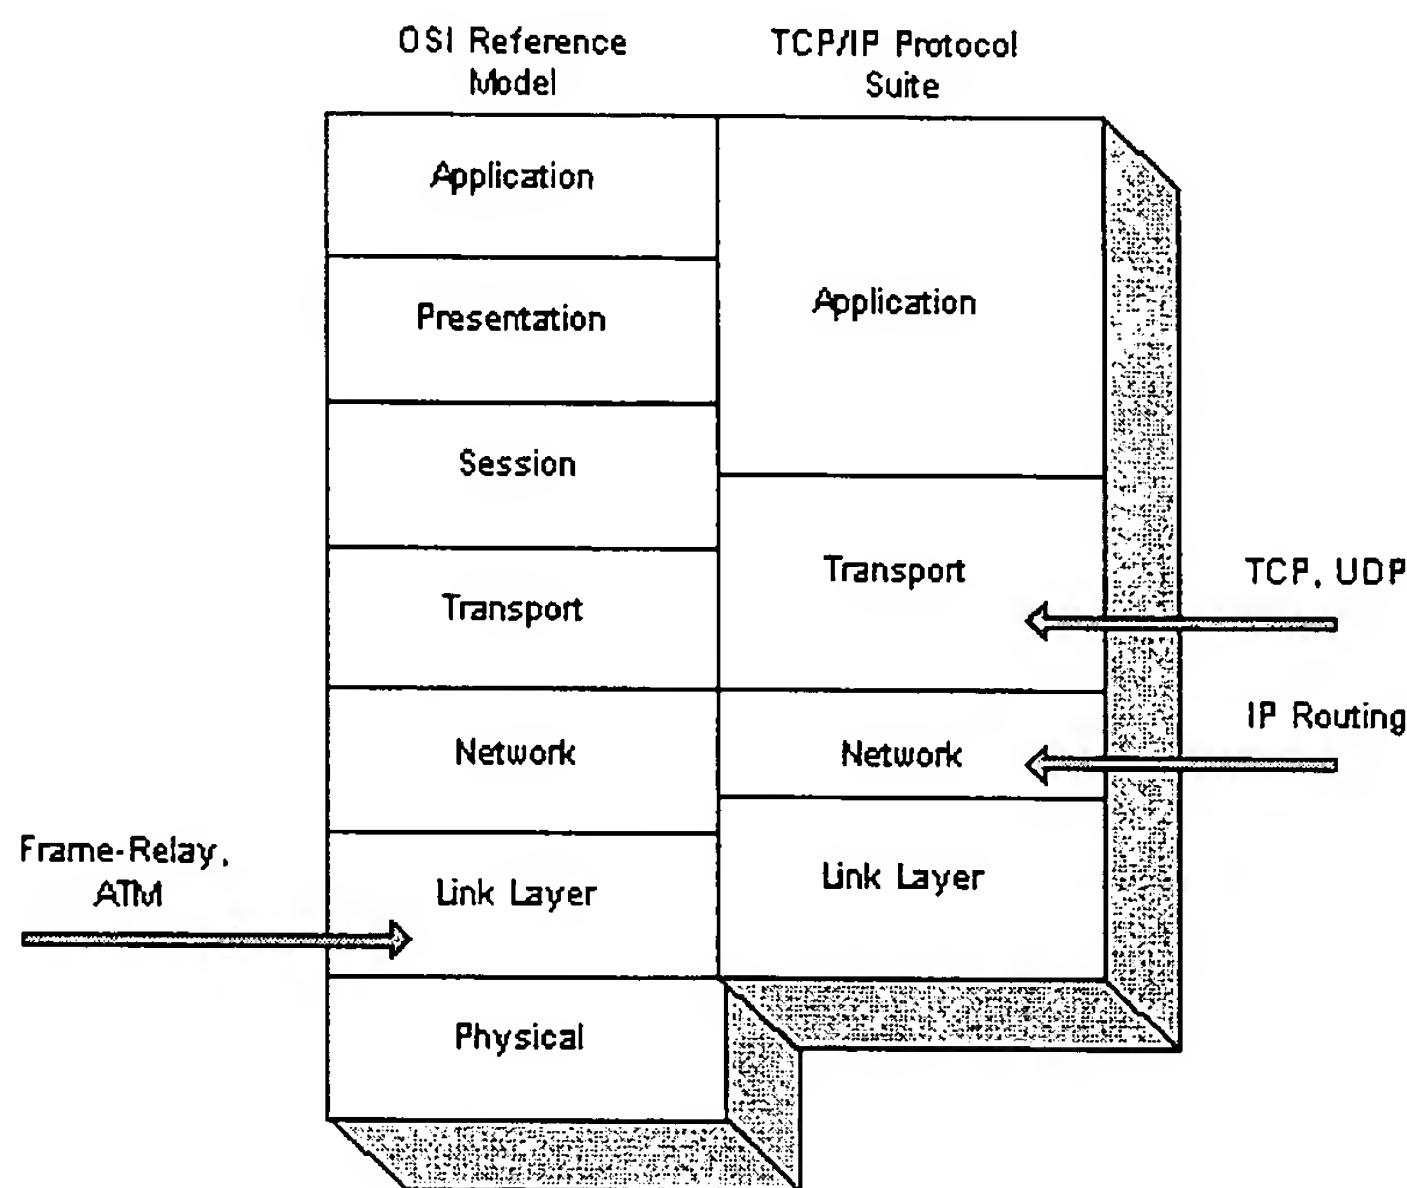 OSI Reference
Model
TCP/IP Protocol
Suite
Application
Presentation
Session
Transport
Network
Link Layer
Physical
Application
Transport
Network
Link Layer
TCP, UDP
IP Routing
Frame-Relay,
ATM